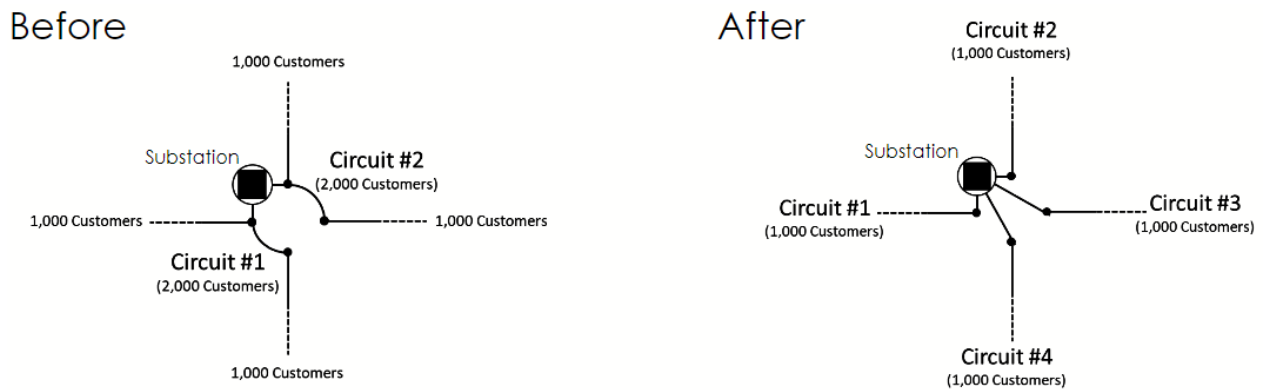 Before
1,000 Customers
Substation
Circuit #2
(2,000 Customers)
1,000 Customers
1,000 Customers
Circuit #1
(2,000 Customers)
1,000 Customers
After
Circuit #2
(1,000 Customers)
Substation
Circuit #1
(1,000 Customers)
Circuit #3
(1,000 Customers)
Circuit #4
(1,000 Customers)